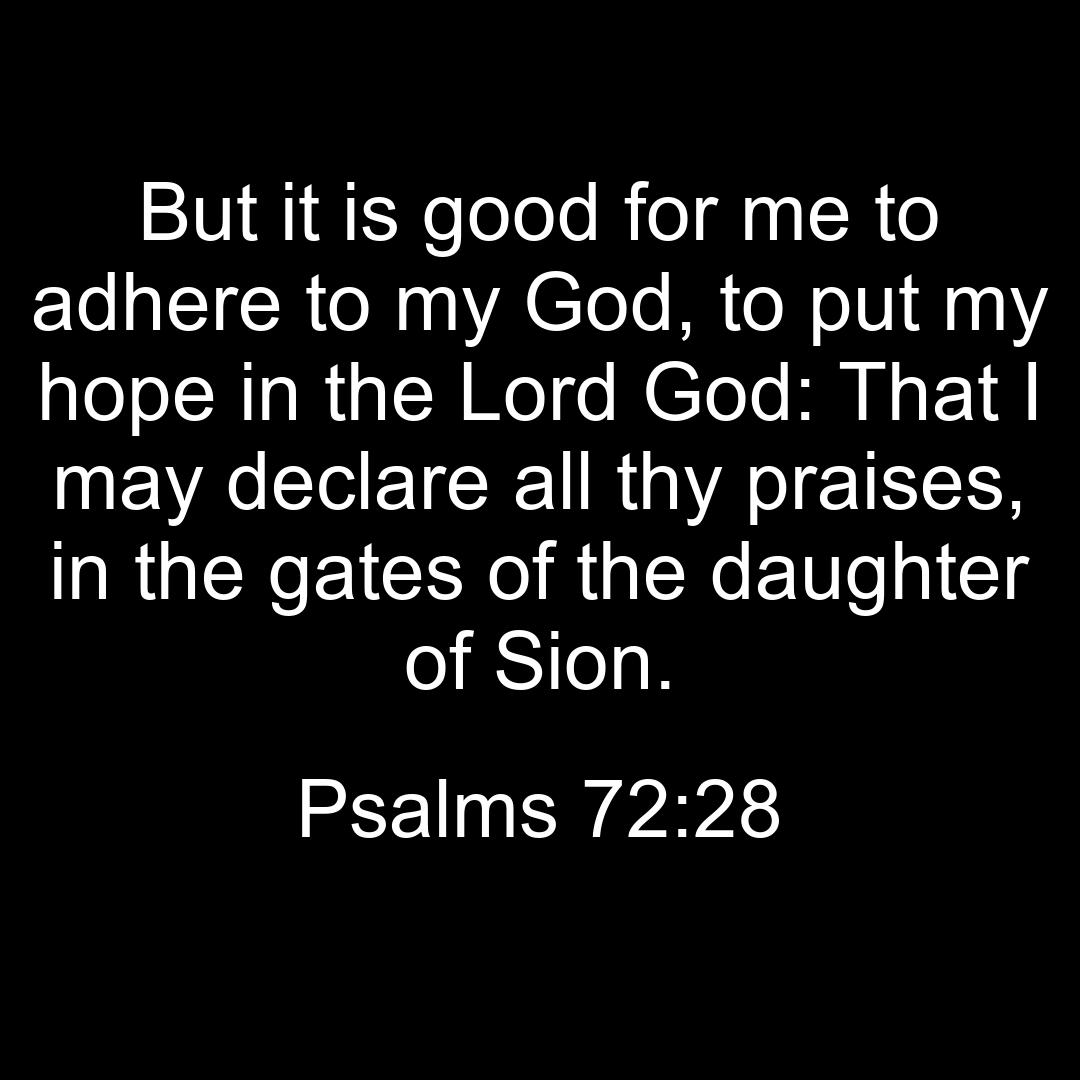 But it is good for me to
adhere to my God, to put my
hope in the Lord God: That I
may declare all thy praises,
in the gates of the daughter
of Sion.
Psalms 72:28